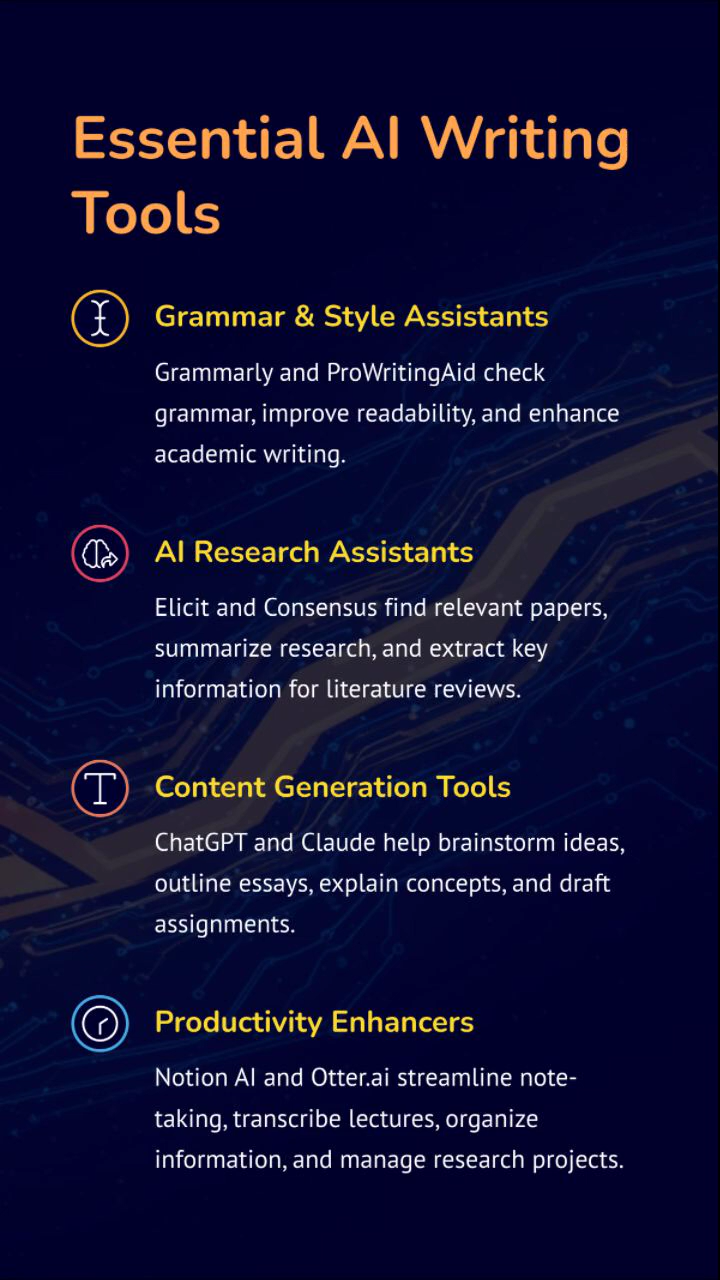 Essential AI Writing
Tools
Grammar & Style Assistants
Grammarly and ProWritingAid check
grammar, improve readability, and enhance
academic writing.
AI Research Assistants
Elicit and Consensus find relevant papers,
summarize research, and extract key
information for literature reviews.
Content Generation Tools
ChatGPT and Claude help brainstorm ideas,
outline essays, explain concepts, and draft
assignments.
Productivity Enhancers
Notion AI and Otter.ai streamline note-
taking, transcribe lectures, organize
information, and manage research projects.